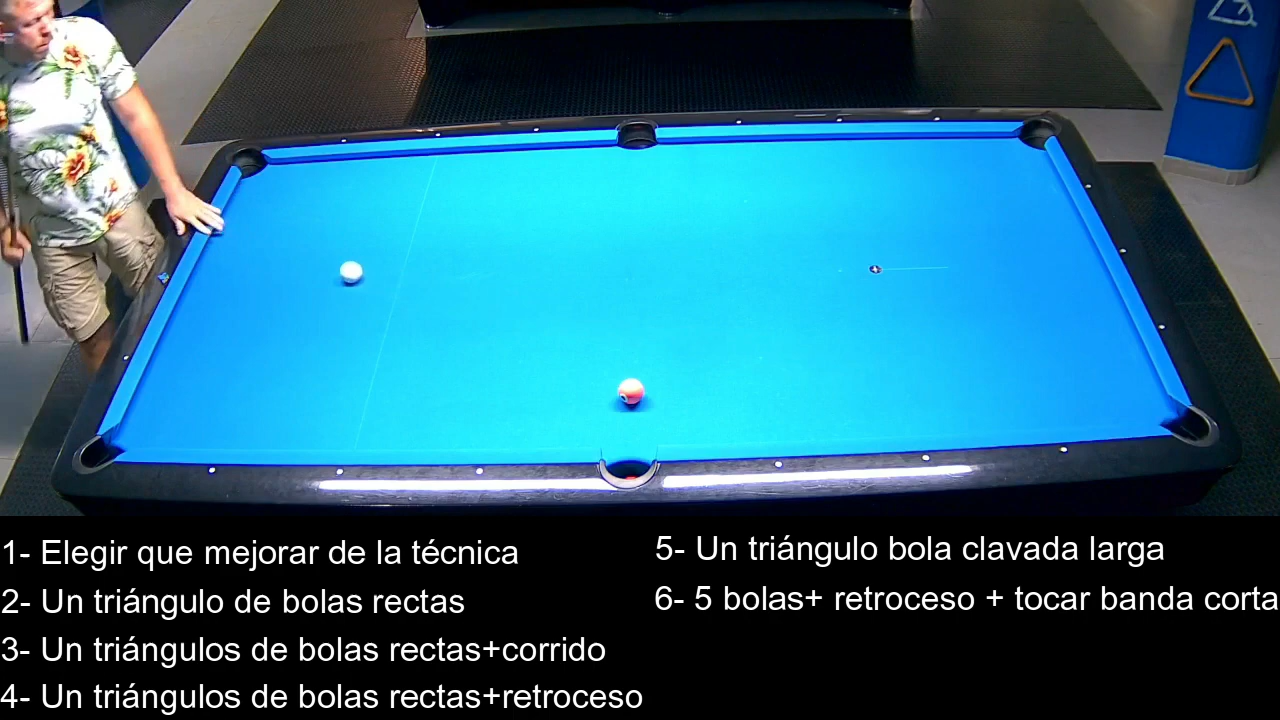 1- Elegir que mejorar de la técnica
2- Un triángulo de bolas rectas
3- Un triángulos de bolas rectas+corrido
4- Un triángulos de bolas rectas+retroceso
5- Un triángulo bola clavada larga
6- 5 bolas+ retroceso + tocar banda corta